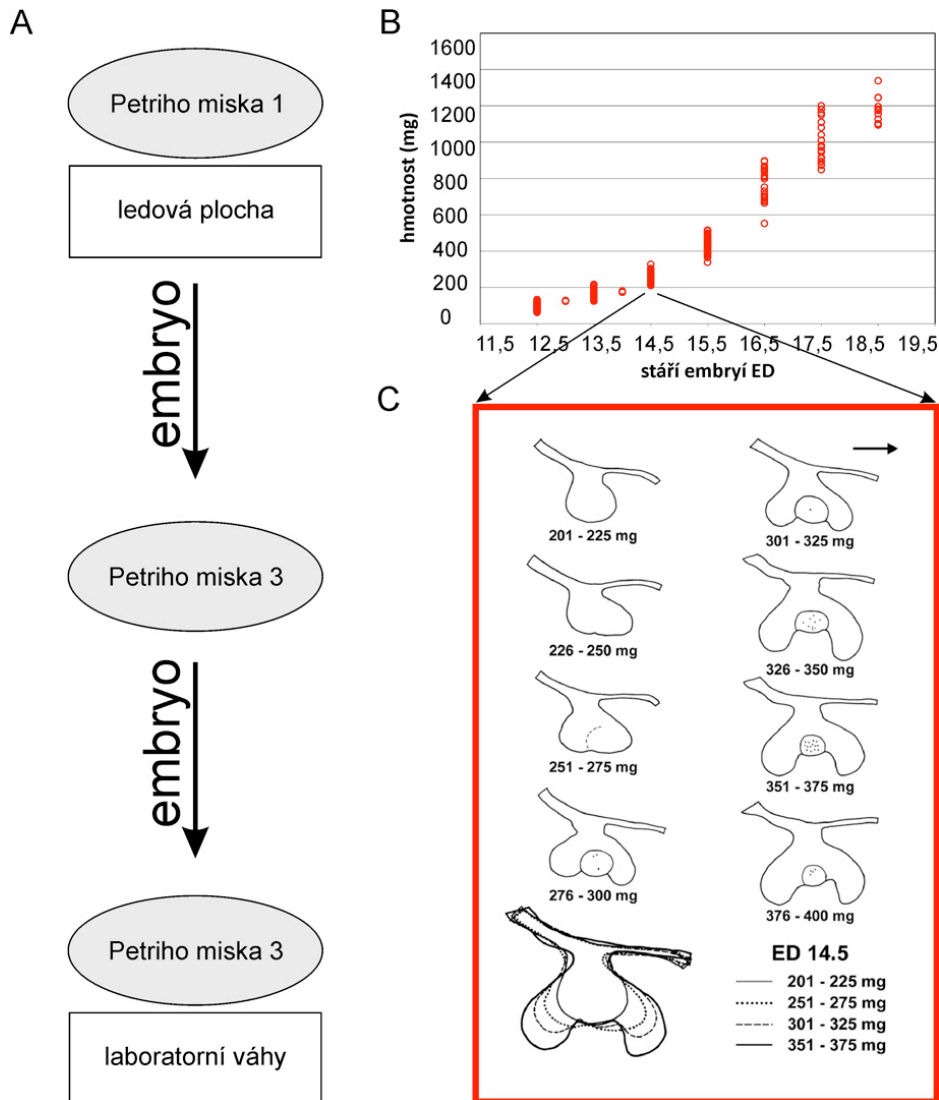 A
Petriho miska 1
ledová plocha
embryo
Petriho miska 3
embryo
Petriho miska 3
laboratorní váhy
B
hmotnost (mg)
1600
1400
1200
1000
800
600
400
200
0
11,5 12,5 13,5 14,5 15,5 16,5 17,5 18,5 19,5
stáří embryí ED
C
201 - 225 mg
301 - 325 mg
226 - 250 mg
326 - 350 mg
251 - 275 mg
351 - 375 mg
276 - 300 mg
376 - 400 mg
ED 14.5
201 - 225 mg
251 - 275 mg
301 - 325 mg
351 - 375 mg